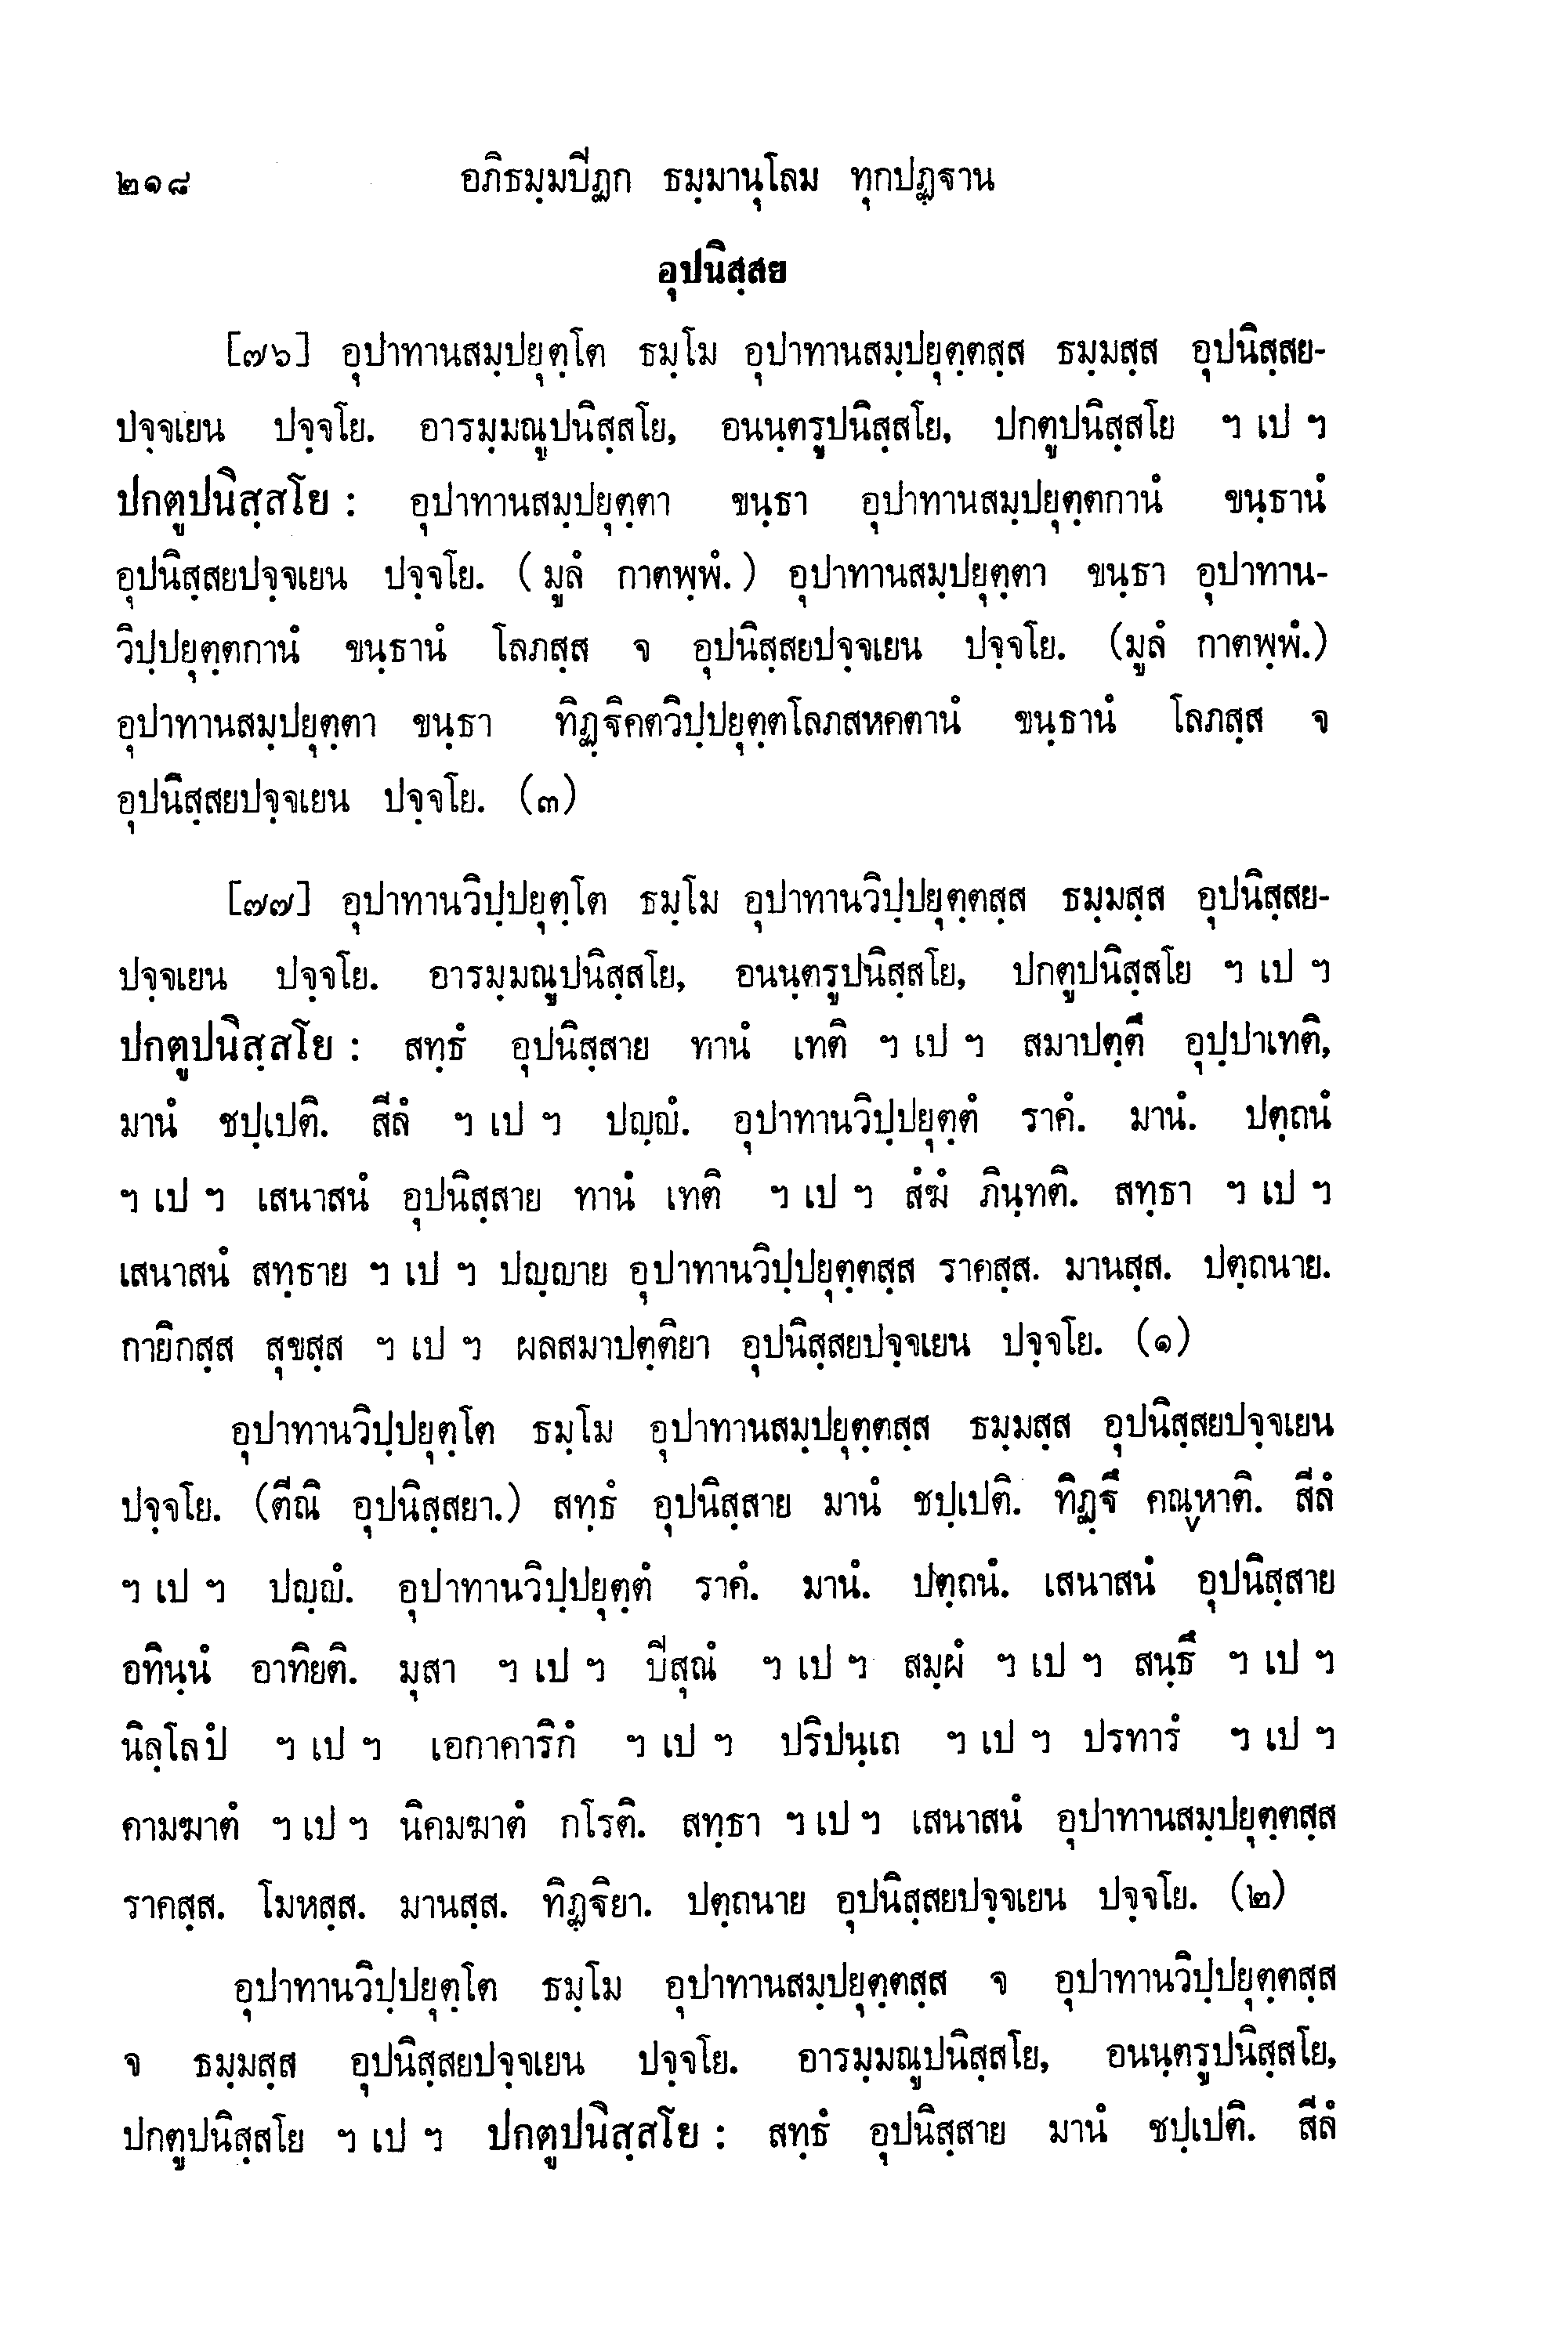 ๒๑๘ อภิธมฺมปิฏก ธมฺมานุโลม ทุกปฏฺฐาน
อุปนิสฺสย
[๗๖] อุปาทานสมฺปยุตฺโต ธมฺโม อุปาทานสมฺปยุตฺตสฺส ธมฺมสฺส อุปนิสฺสย-
ปจฺจเยน ปจฺจโย. อารมฺมณูปนิสฺสโย, อนนฺตรูปนิสฺสโย, ปกตูปนิสฺสโย ฯ เป ฯ
ปกตูปนิสฺสโย : อุปาทานสมฺปยุตฺตา ขนฺธา อุปาทานสมฺปยุตฺตกานํ ขนฺธานํ
อุปนิสฺสยปจฺจเยน ปจฺจโย. ( มูลํ กาตพฺพํ. ) อุปาทานสมฺปยุตฺตา ขนฺธา อุปาทาน-
วิปฺปยุตฺตกานํ ขนฺธานํ โลภสฺส จ อุปนิสฺสยปจฺจเยน ปจฺจโย. (มูลํ กาตพฺพํ.)
อุปาทานสมฺปยุตฺตา ขนฺธา ทิฏฺฐิคตวิปฺปยุตฺตโลภสหคตานํ ขนฺธานํ โลภสฺส จ
อุปนิสฺสยปจฺจเยน ปจฺจโย. (๓)
[๗๗] อุปาทานวิปฺปยุตฺโต ธมฺโม อุปาทานวิปฺปยุตฺตสฺส ธมฺมสฺส อุปนิสฺสย-
ปจฺจเยน ปจฺจโย. อารมฺมณูปนิสฺสโย, อนนฺตรูปนิสฺสโย, ปกตูปนิสฺสโย ฯ เป ฯ
ปกตูปนิสฺสโย : สทฺธํ อุปนิสฺสาย ทานํ เทติ ฯ เป ฯ สมาปตฺตึ อุปฺปาเทติ,
มานํ ชปฺเปติ. สีลํ ฯ เป ฯ ปญฺญํ. อุปาทานวิปฺปยุตฺตํ ราคํ. มานํ. ปตฺถนํ
ฯ เป ฯ เสนาสนํ อุปนิสฺสาย ทานํ เทติ ฯ เป ฯ สํฆํ ภินฺทติ. สทฺธา ฯ เป ฯ
เสนาสนํ สทฺธาย ฯ เป ฯ ปญฺญาย อุปาทานวิปฺปยุตฺตสฺส ราคสฺส. มานสฺส. ปตฺถนาย.
กายิกสฺส สุขสฺส ฯ เป ฯ ผลสมาปตฺติยา อุปนิสฺสยปจฺจเยน ปจฺจโย. (๑)
อุปาทานวิปฺปยุตฺโต ธมฺโม อุปาทานสมฺปยุตฺตสฺส ธมฺมสฺส อุปนิสฺสยปจฺจเยน
ปจฺจโย. (ตีณิ อุปนิสฺสยา.) สทฺธํ อุปนิสฺสาย มานํ ชปฺเปติ. ทิฏฺฐึ คณฺหาติ. สีลํ
ฯ เป ฯ ปญฺญํ. อุปาทานวิปฺปยุตฺตํ ราคํ. มานํ. ปตฺถนํ. เสนาสนํ อุปนิสฺสาย
อทินฺนํ อาทิยติ. มุสา ฯ เป ฯ ปิสุณํ ฯ เป ฯ สมฺผํ ฯ เป ฯ สนฺธึ ฯ เป ฯ
นิลฺโลปํ ฯ เป ฯ เอกาคาริกํ ฯ เป ฯ ปริปนฺเถ ฯ เป ฯ ปรทารํ ฯ เป ฯ
คามฆาตํ ฯ เป ฯ นิคมฆาตํ กโรติ. สทฺธา ฯ เป ฯ เสนาสนํ อุปาทานสมฺปยุตฺตสฺส
ราคสฺส. โมหสฺส. มานสฺส. ทิฏฺฐิยา. ปตฺถนาย อุปนิสฺสยปจฺจเยน ปจฺจโย. (๒)
อุปาทานวิปฺปยุตฺโต ธมฺโม อุปาทานสมฺปยุตฺตสฺส จ อุปาทานวิปฺปยุตฺตสฺส
จ ธมฺมสฺส อุปนิสฺสยปจฺจเยน ปจฺจโย. อารมฺมณูปนิสฺสโย, อนนฺตรูปนิสฺสโย,
ปกตูปนิสฺสโย ฯ เป ฯ ปกตูปนิสฺสโย : สทฺธํ อุปนิสฺสาย มานํ ชปฺเปติ. สีลํ